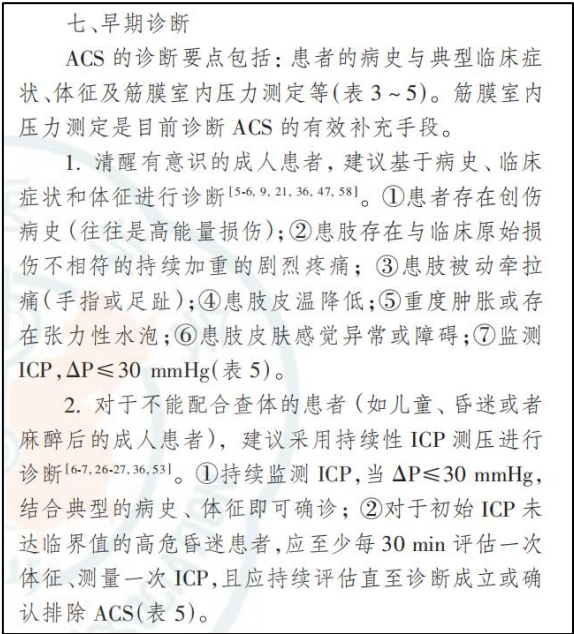 七、早期诊断
ACS 的诊断要点包括：患者的病史与典型临床症
状、体征及筋膜室内压力测定等(表 3～5)。筋膜室内
压力测定是目前诊断 ACS 的有效补充手段。
1. 清醒有意识的成人患者，建议基于病史、临床
症状和体征进行诊断[5-6, 9, 21, 36, 47, 58]。①患者存在创伤
病史(往往是高能量损伤)；②患肢存在与临床原始损
伤不相符的持续加重的剧烈疼痛；③患肢被动牵拉
痛(手指或足趾)；④患肢皮温降低；⑤重度肿胀或存
在张力性水泡；⑥患肢皮肤感觉异常或障碍；⑦监测
ICP，ΔP≤30 mmHg(表 5)。
2. 对于不能配合查体的患者(如儿童、昏迷或者
麻醉后的成人患者)，建议采用持续性 ICP 测压进行
诊断[6-7, 26-27, 36, 53]。①持续监测 ICP，当 ΔP≤30 mmHg，
结合典型的病史、体征即可确诊；②对于初始 ICP 未
达临界值的高危昏迷患者，应至少每 30 min 评估一次
体征、测量一次 ICP，且应持续评估直至诊断成立或确
认排除 ACS(表 5)。